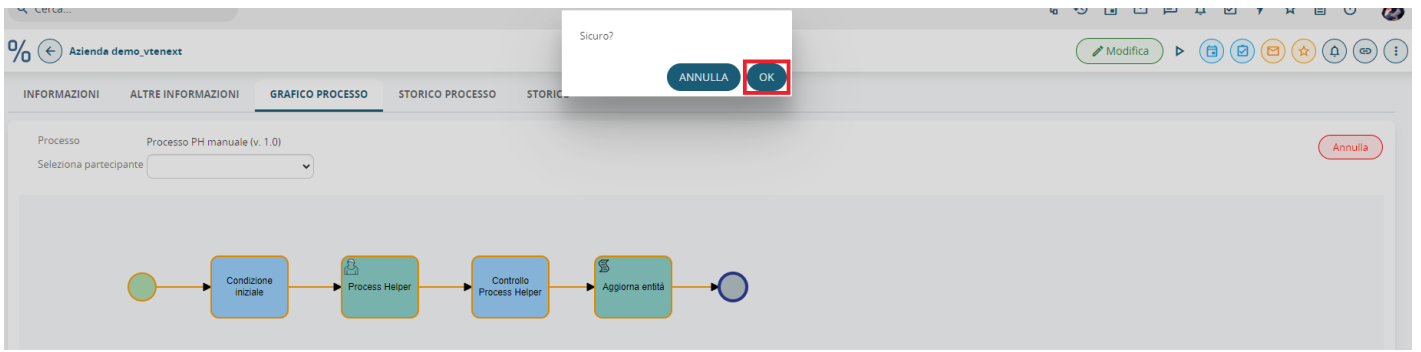 Cerca...
Sicuro?
ANNULLA OK
Azienda demo_vtenext
Modifica
INFORMAZIONI ALTRE INFORMAZIONI GRAFICO PROCESSO STORICO PROCESSO STORICO
Processo Processo PH manuale (v. 1.0)
Seleziona partecipante
Annulla
Condizione
iniziale
Process Helper
Controllo
Process Helper
Aggiorna entità